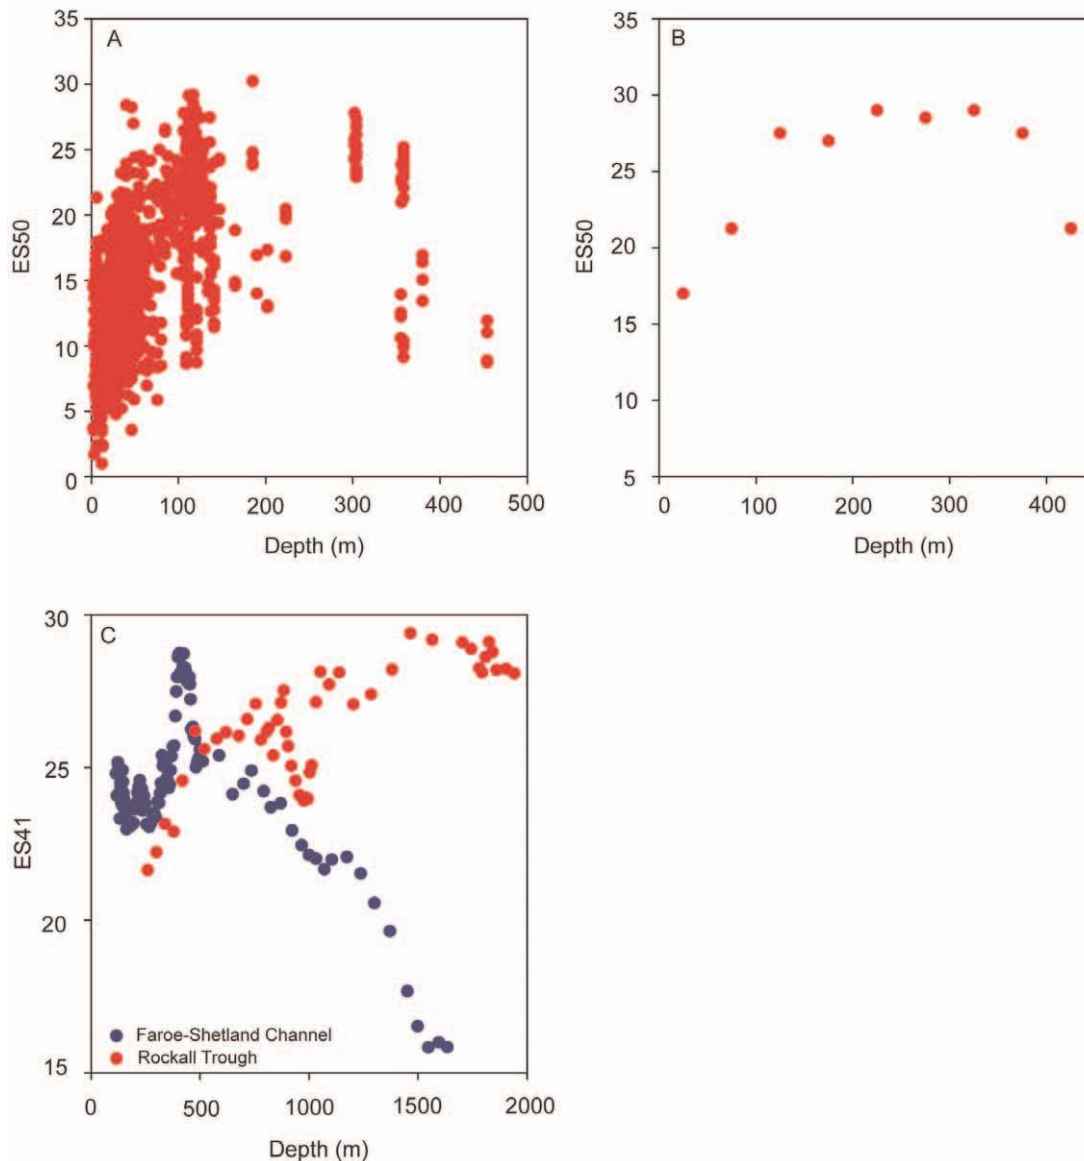 A
35
30
25
20
15
10
5
0
ES50
0 100 200 300 400 500
Depth (m)
B
35
30
25
20
15
10
5
ES50
0 100 200 300 400
Depth (m)
C
30
25
20
15
ES41
Faroe-Shetland Channel
Rockall Trough
0 500 1000 1500 2000
Depth (m)